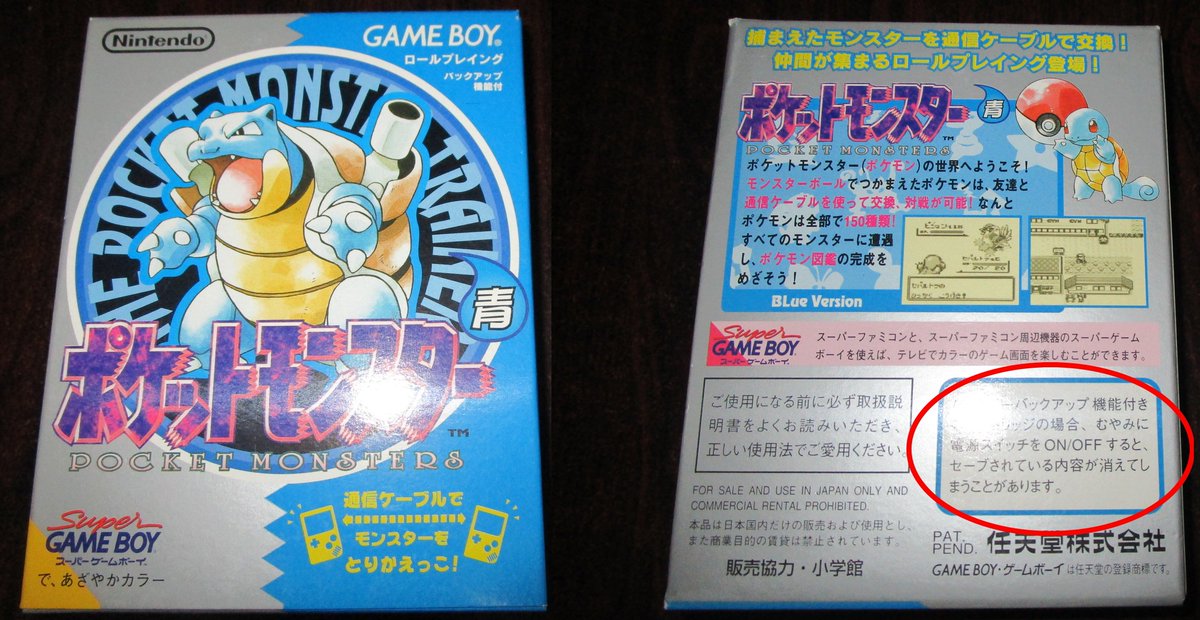 Nintendo
GAME BOY
ロールプレイング
バックアップ
機能付
THE POCKET MONSTER TRAINER
青
ポケットモンスター
TM
POCKET MONSTERS
通信ケーブルで
モンスターを
とりかえっこ!
Super
GAME BOY
スーパーゲームボーイ
で、あざやかカラー
捕まえたモンスターを通信ケーブルで交換!
仲間が集まるロールプレイング登場!
ポケットモンスター 青
TM
POCKET MONSTERS
ポケットモンスター(ポケモン)の世界へようこそ!
モンスターボールでつかまえたポケモンは、友達と
通信ケーブルを使って交換、対戦が可能!なんと
ポケモンは全部で150種類!
すべてのモンスターに遭遇
し、ポケモン図鑑の完成を
めざそう!
20/20
BLue Version
Super
GAME BOY
スーパーゲームボーイ
スーパーファミコンと、スーパーファミコン周辺機器のスーパーゲーム
ボーイを使えば、テレビでカラーのゲーム画面を楽しむことができます。
ご使用になる前に必ず取扱説
明書をよくお読みいただき、
正しい使用法でご愛用ください。
バックアップ機能付き
ッジの場合、むやみに
電源スイッチをON/OFFすると、
セーブされている内容が消えてし
まうことがあります。
FOR SALE AND USE IN JAPAN ONLY AND
COMMERCIAL RENTAL PROHIBITED.
本品は日本国内だけの販売および使用とし、
また商業目的の賃貸は禁止されています。
PAT. PEND. 任天堂株式会社
販売協力・小学館
GAME BOY・ゲームボーイは任天堂の登録商標です。